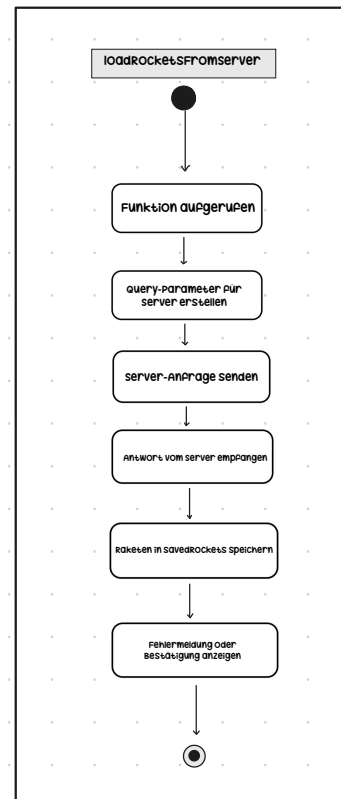 loadRocketsFromserver
Funktion aufgerufen
Query-Parameter für
server erstellen
server-Anfrage senden
Antwort vom server empfangen
Raketen in savedRockets speichern
Fehlermeldung oder
Bestätigung anzeigen